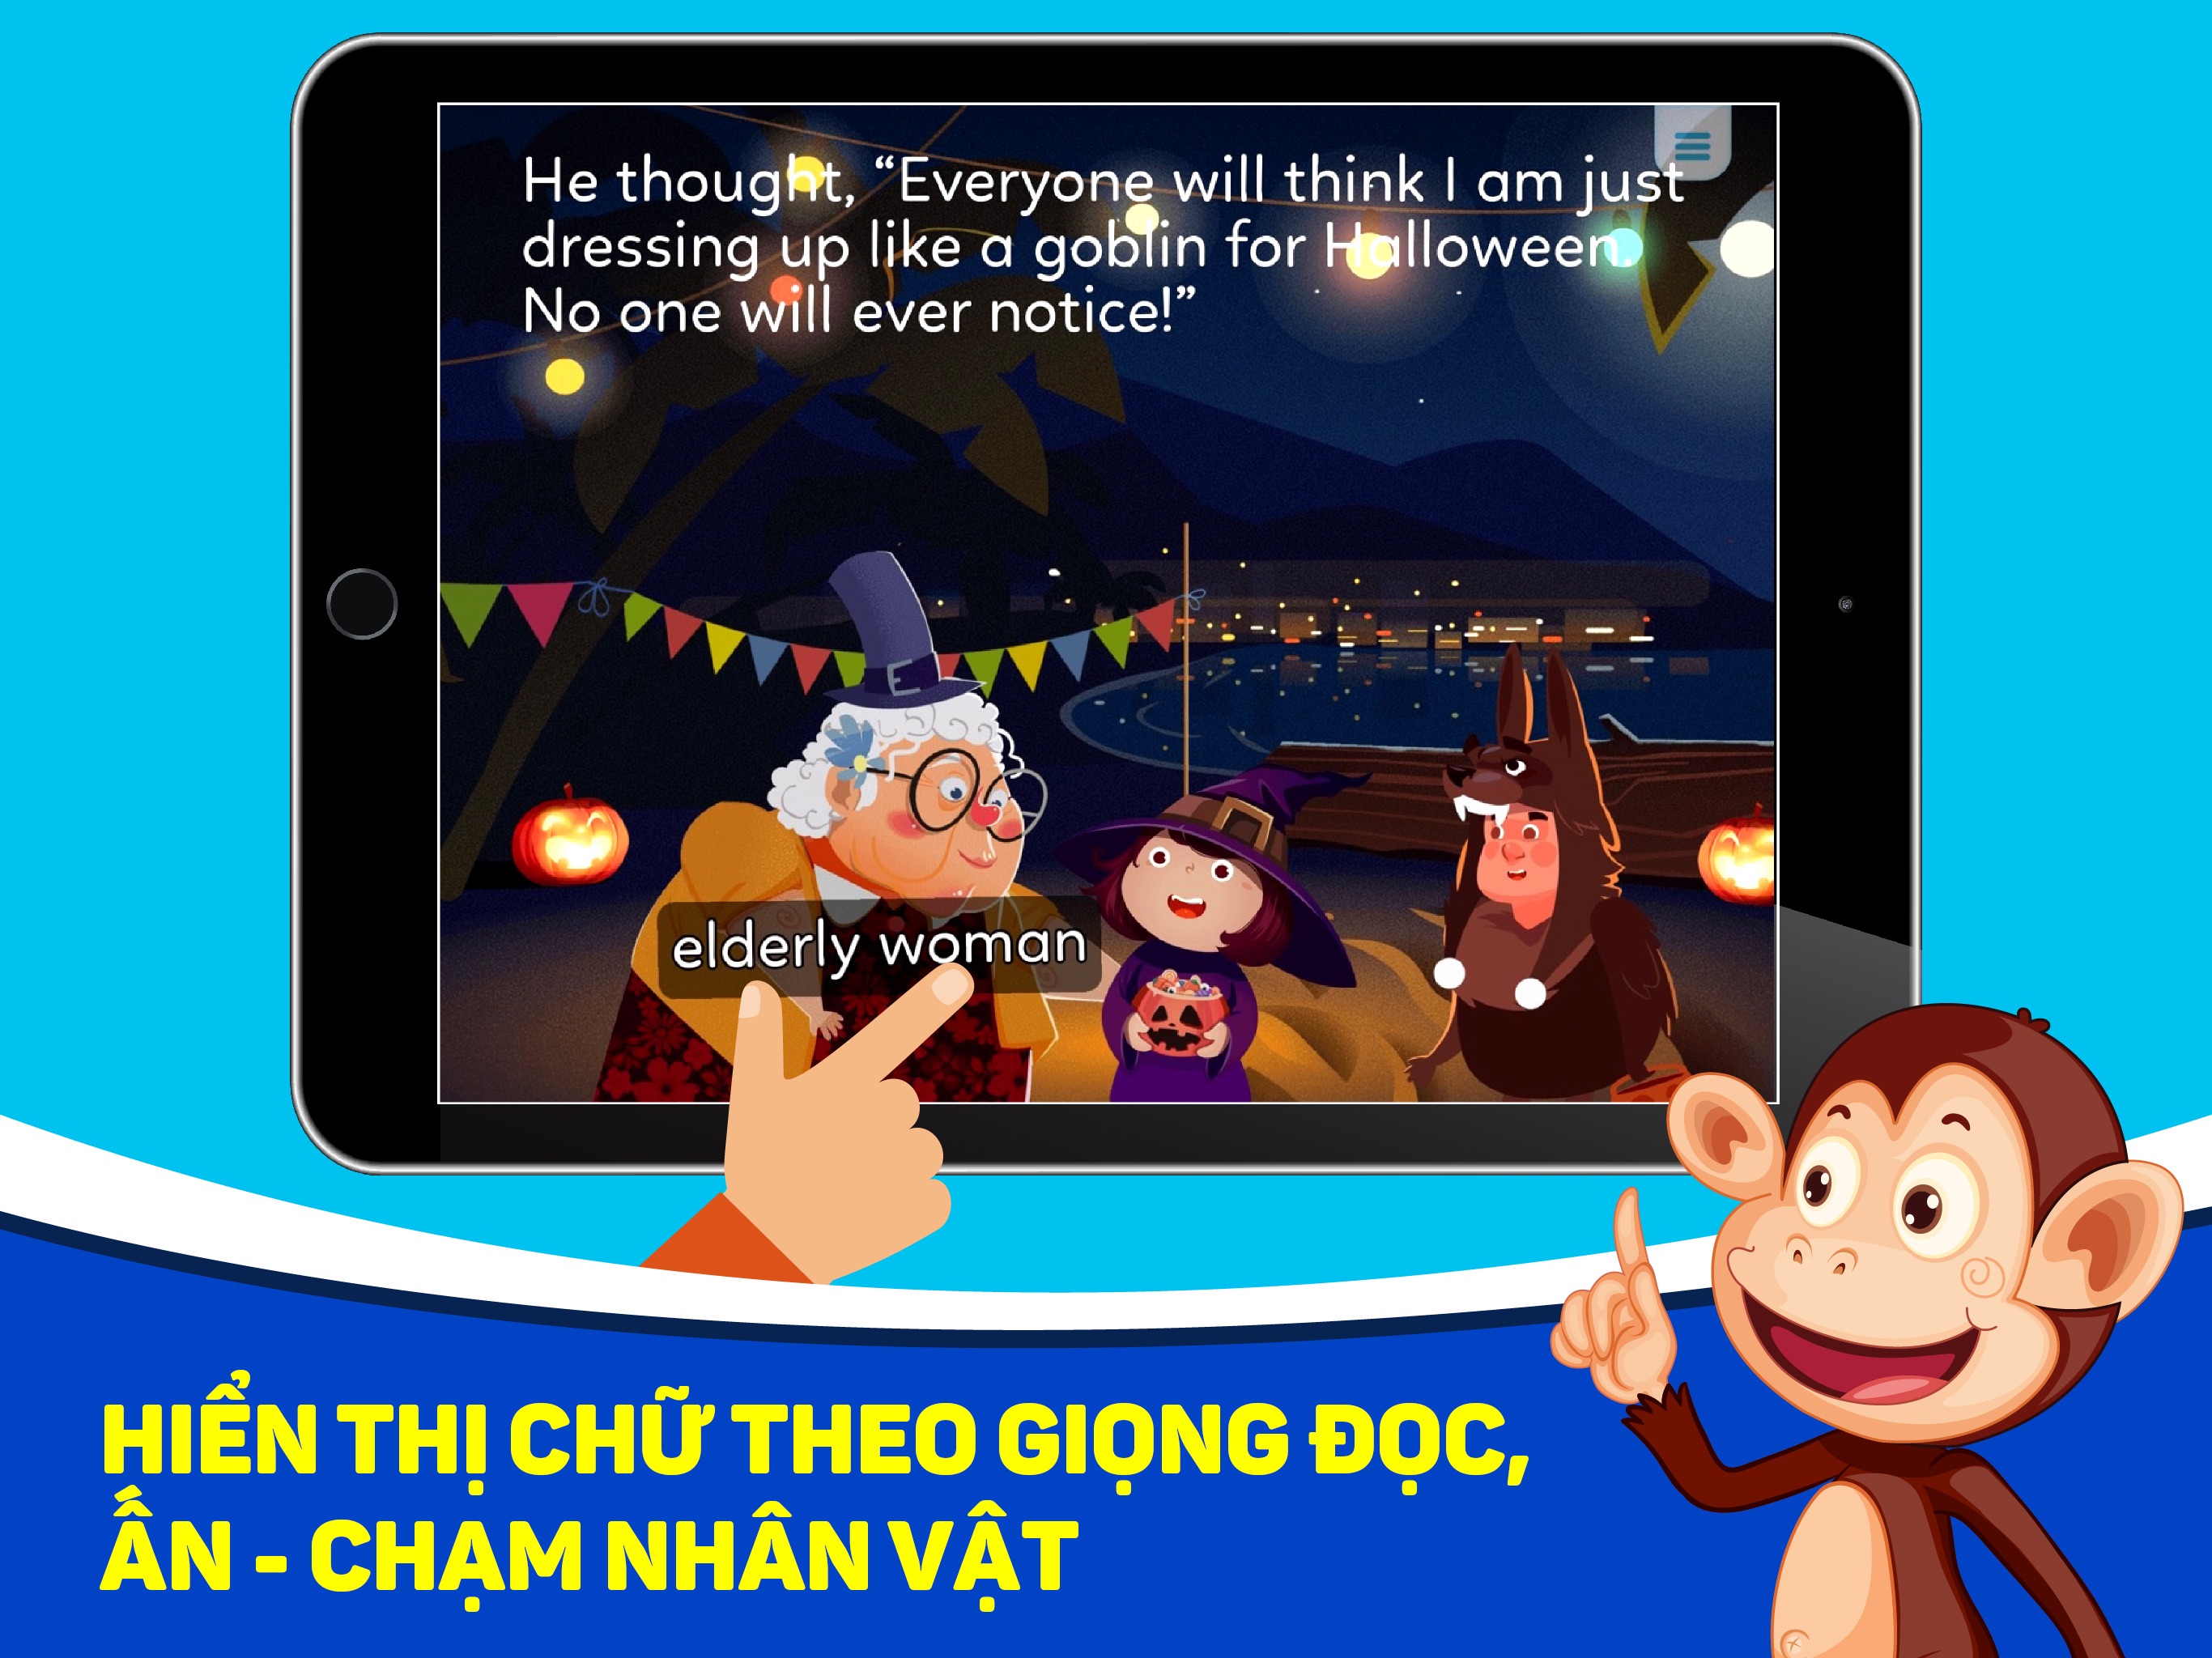 He thought, “Everyone will think I am just
dressing up like a goblin for Halloween.
No one will ever notice!”
elderly woman
HIỂN THỊ CHỮ THEO GIỌNG ĐỌC,
ẤN - CHẠM NHÂN VẬT